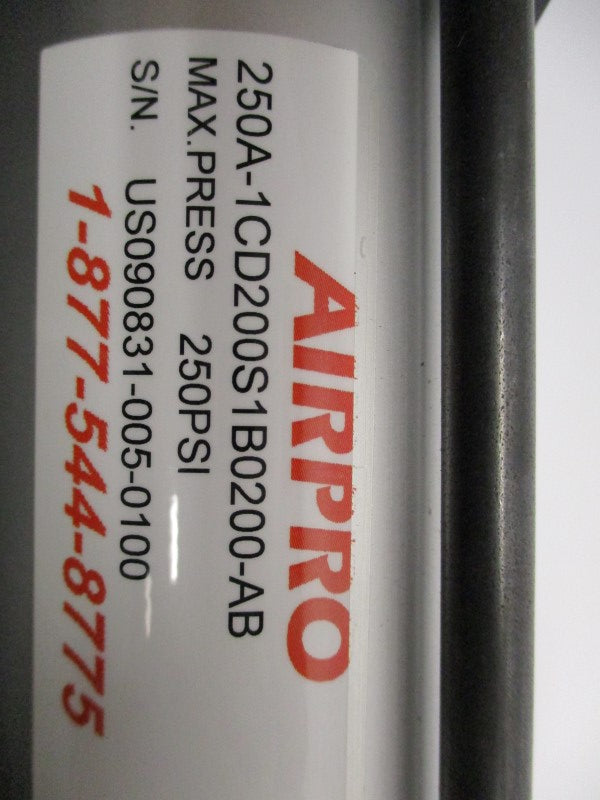 AIRPRO
250A-1CD200S1B0200-AB
MAX.PRESS 250PSI
S/N. US090831-005-0100
1-877-544-8775